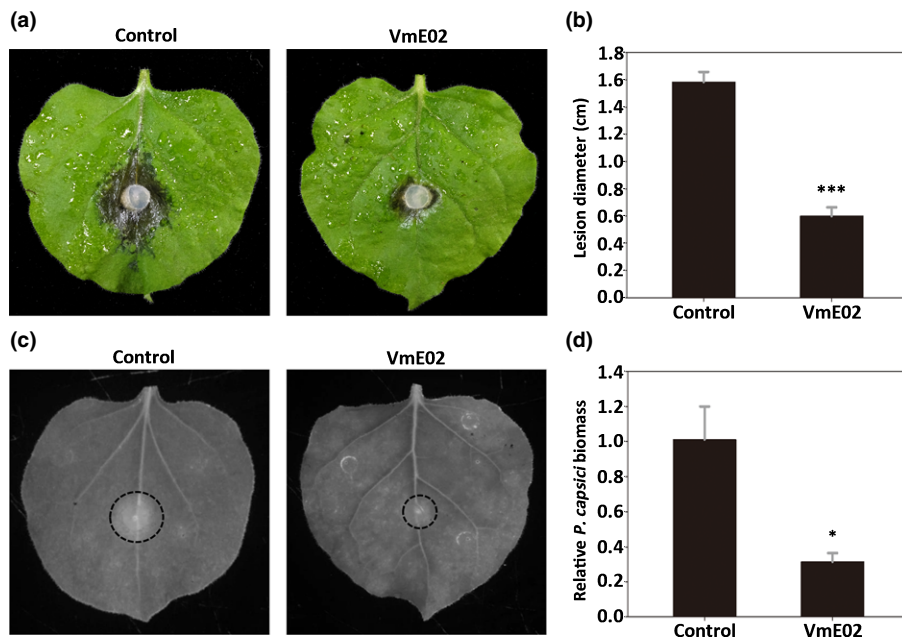 (a)
Control
VmE02
(b)
Lesion diameter (cm)
1.8
1.6
1.4
1.2
1.0
0.8
0.6
0.4
0.2
0.0
***
Control
VmE02
(c)
Control
VmE02
(d)
Relative P. capsici biomass
1.4
1.2
1.0
0.8
0.6
0.4
0.2
0.0
*
Control
VmE02